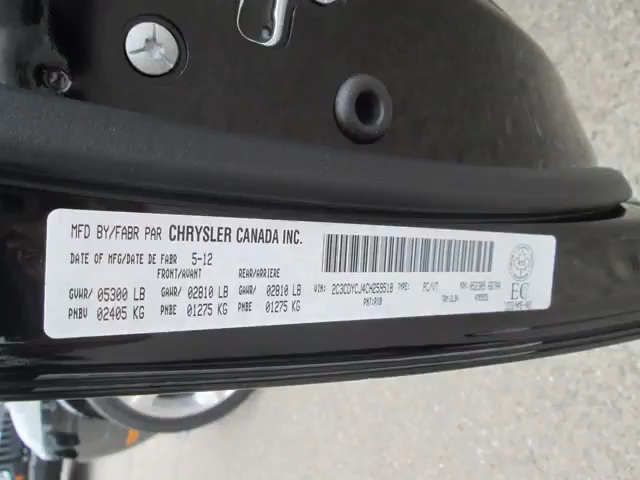 MFD BY/FABR PAR CHRYSLER CANADA INC.
DATE OF MFG/DATE DE FABR 5-12
FRONT/AVANT REAR/ARRIERE
GVWR/ 05300 LB GAWR/ 02810 LB GAWR/ 02810 LB
PNBV 02405 KG PNBE 01275 KG PNBE 01275 KG
VIN: TYPE: PC/VT
EC